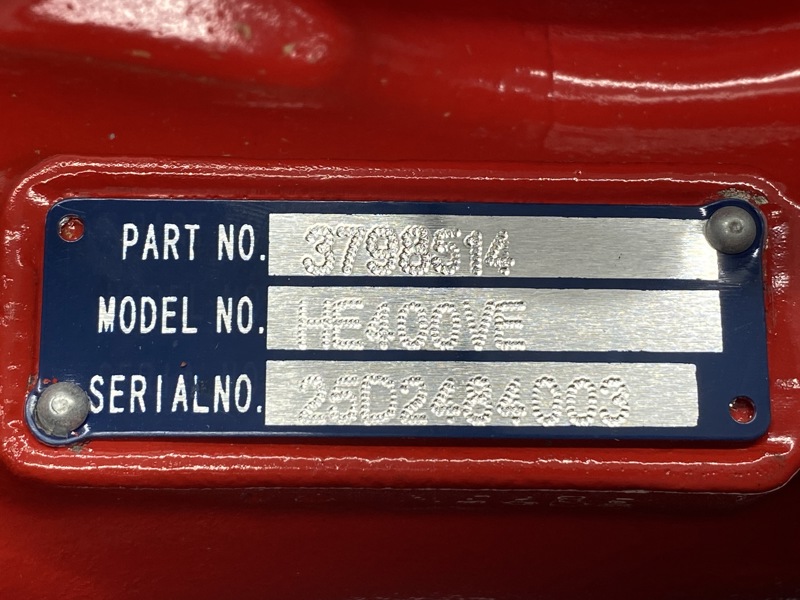 PART NO. 3798514
MODEL NO. HE400VE
SERIALNO. 25D2484003